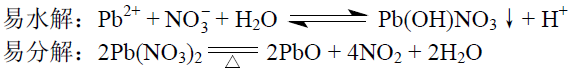 易水解：Pb²⁺ + NO₃⁻ + H₂O ⇌ Pb(OH)NO₃↓ + H⁺
易分解：2Pb(NO₃)₂ ══△══ 2PbO + 4NO₂ + 2H₂O